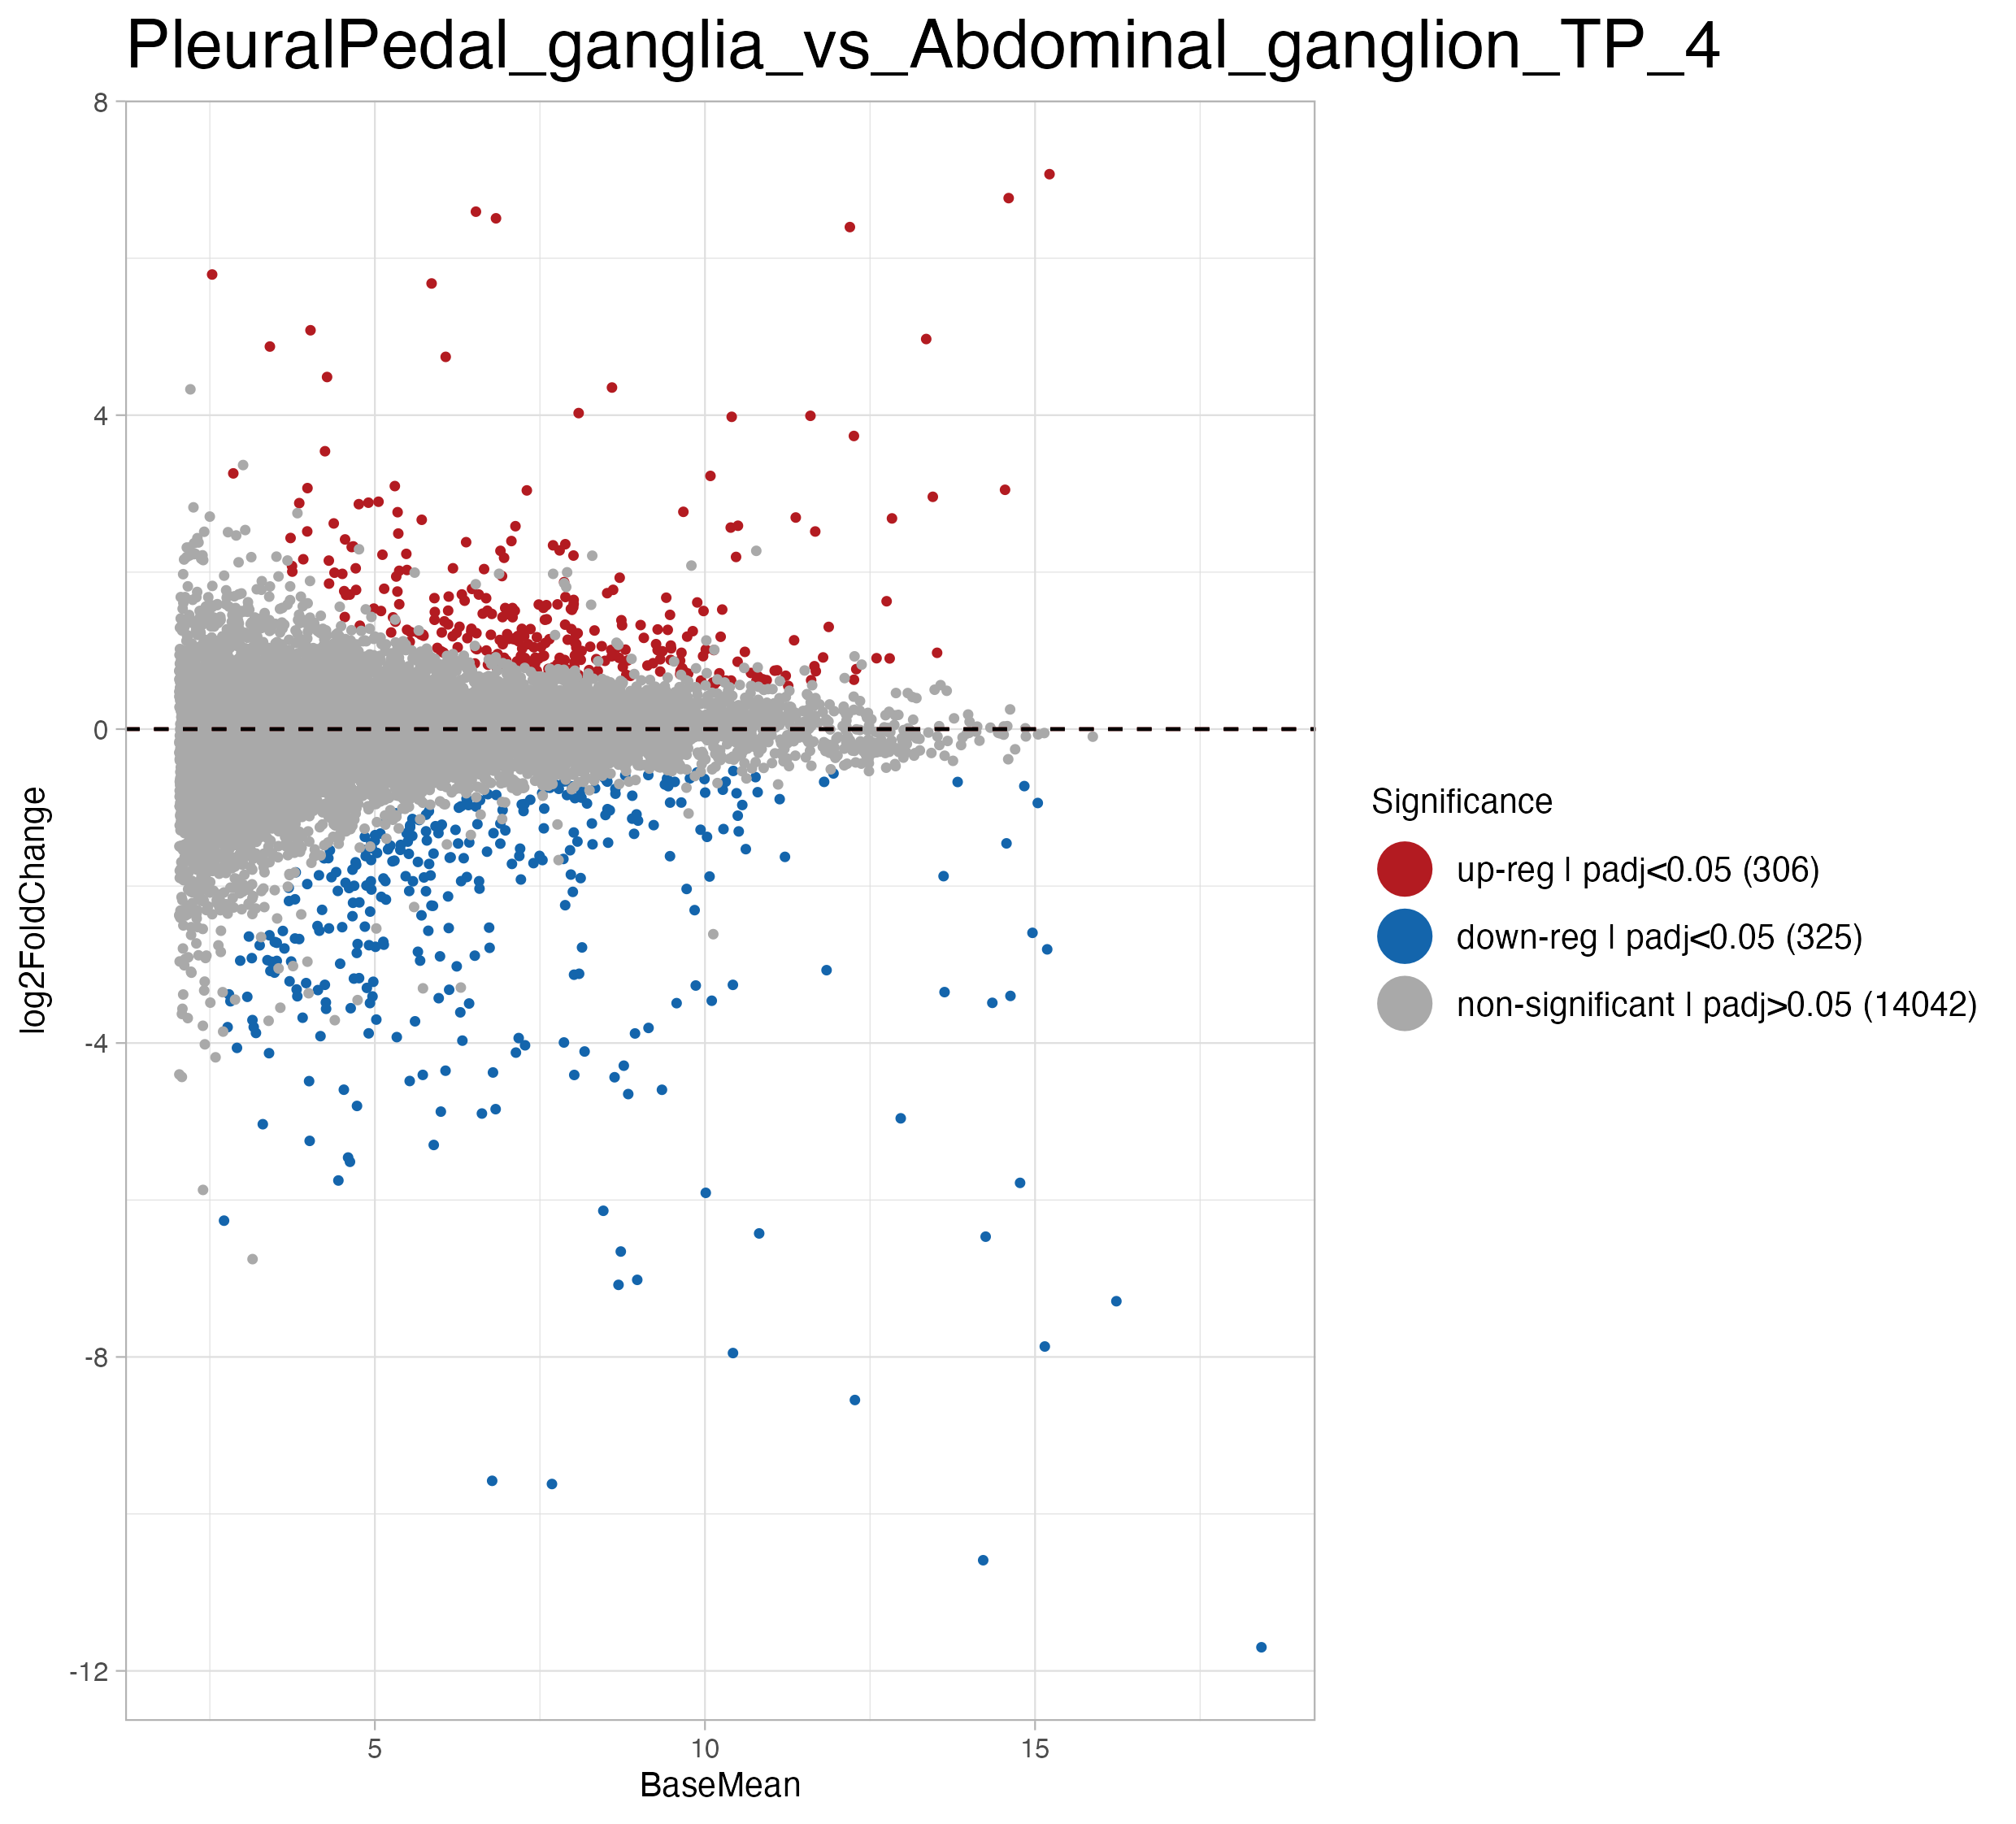 PleuralPedal_ganglia_vs_Abdominal_ganglion_TP_4
8
4
0
-4
-8
-12
log2FoldChange
5 10 15
BaseMean
Significance
up-reg | padj<0.05 (306)
down-reg | padj<0.05 (325)
non-significant | padj>0.05 (14042)